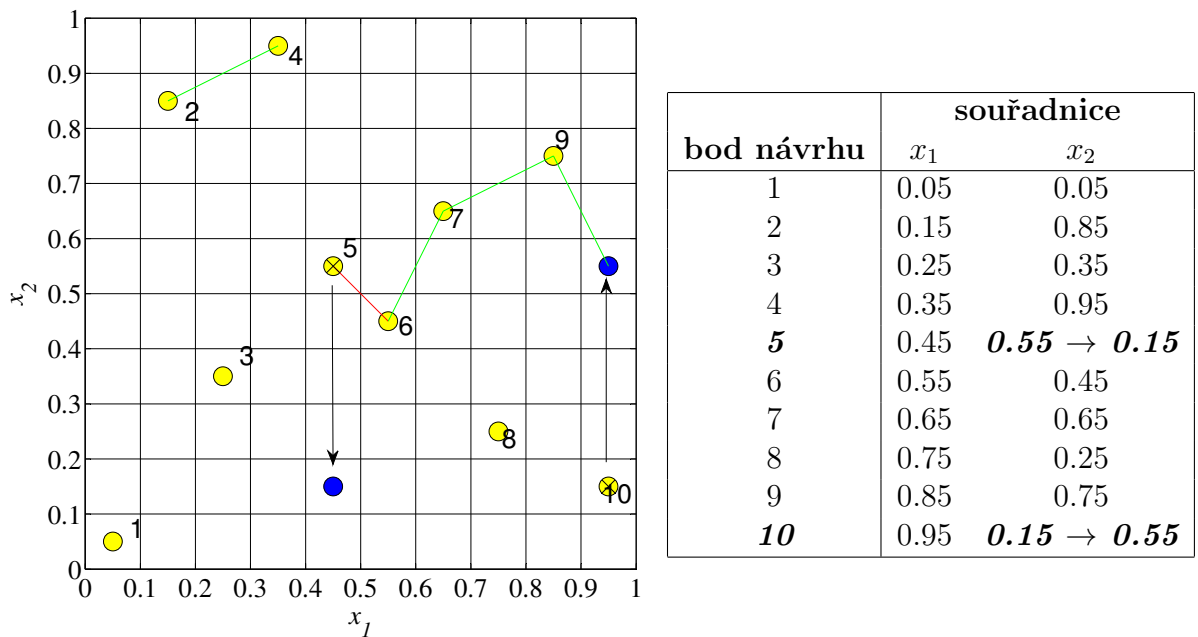 1
0.9
0.8
0.7
0.6
0.5
0.4
0.3
0.2
0.1
0
x_2
0 0.1 0.2 0.3 0.4 0.5 0.6 0.7 0.8 0.9 1
x_1
4
2
9
7
5
6
3
8
10
1
souřadnice
bod návrhu x_1 x_2
1 0.05 0.05
2 0.15 0.85
3 0.25 0.35
4 0.35 0.95
5 0.45 0.55 → 0.15
6 0.55 0.45
7 0.65 0.65
8 0.75 0.25
9 0.85 0.75
10 0.95 0.15 → 0.55